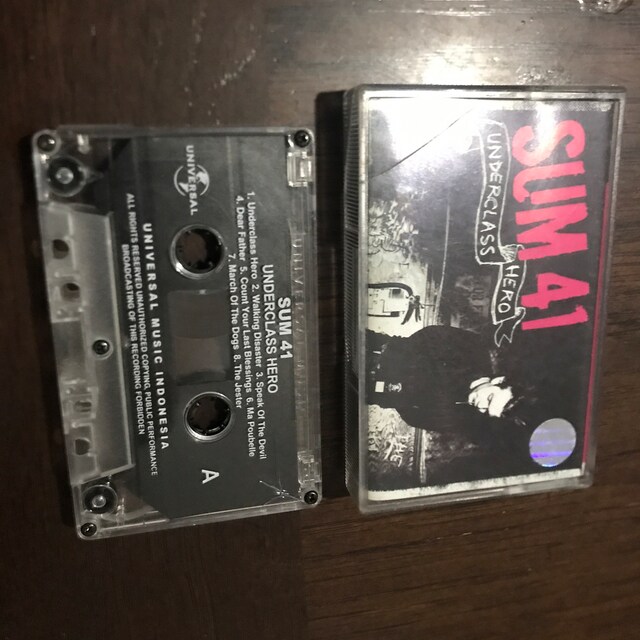 UNIVERSAL
SUM 41
UNDERCLASS HERO
1. Underclass Hero 2. Walking Disaster 3. Speak Of The Devil
4. Dear Father 5. Count Your Last Blessings 6. Ma Poubelle
7. March Of The Dogs 8. The Jester
A
UNIVERSAL MUSIC INDONESIA
ALL RIGHTS RESERVED UNAUTHORIZED COPYING, PUBLIC PERFORMANCE
BROADCASTING OF THIS RECORDING FORBIDDEN
SUM 41
UNDERCLASS HERO